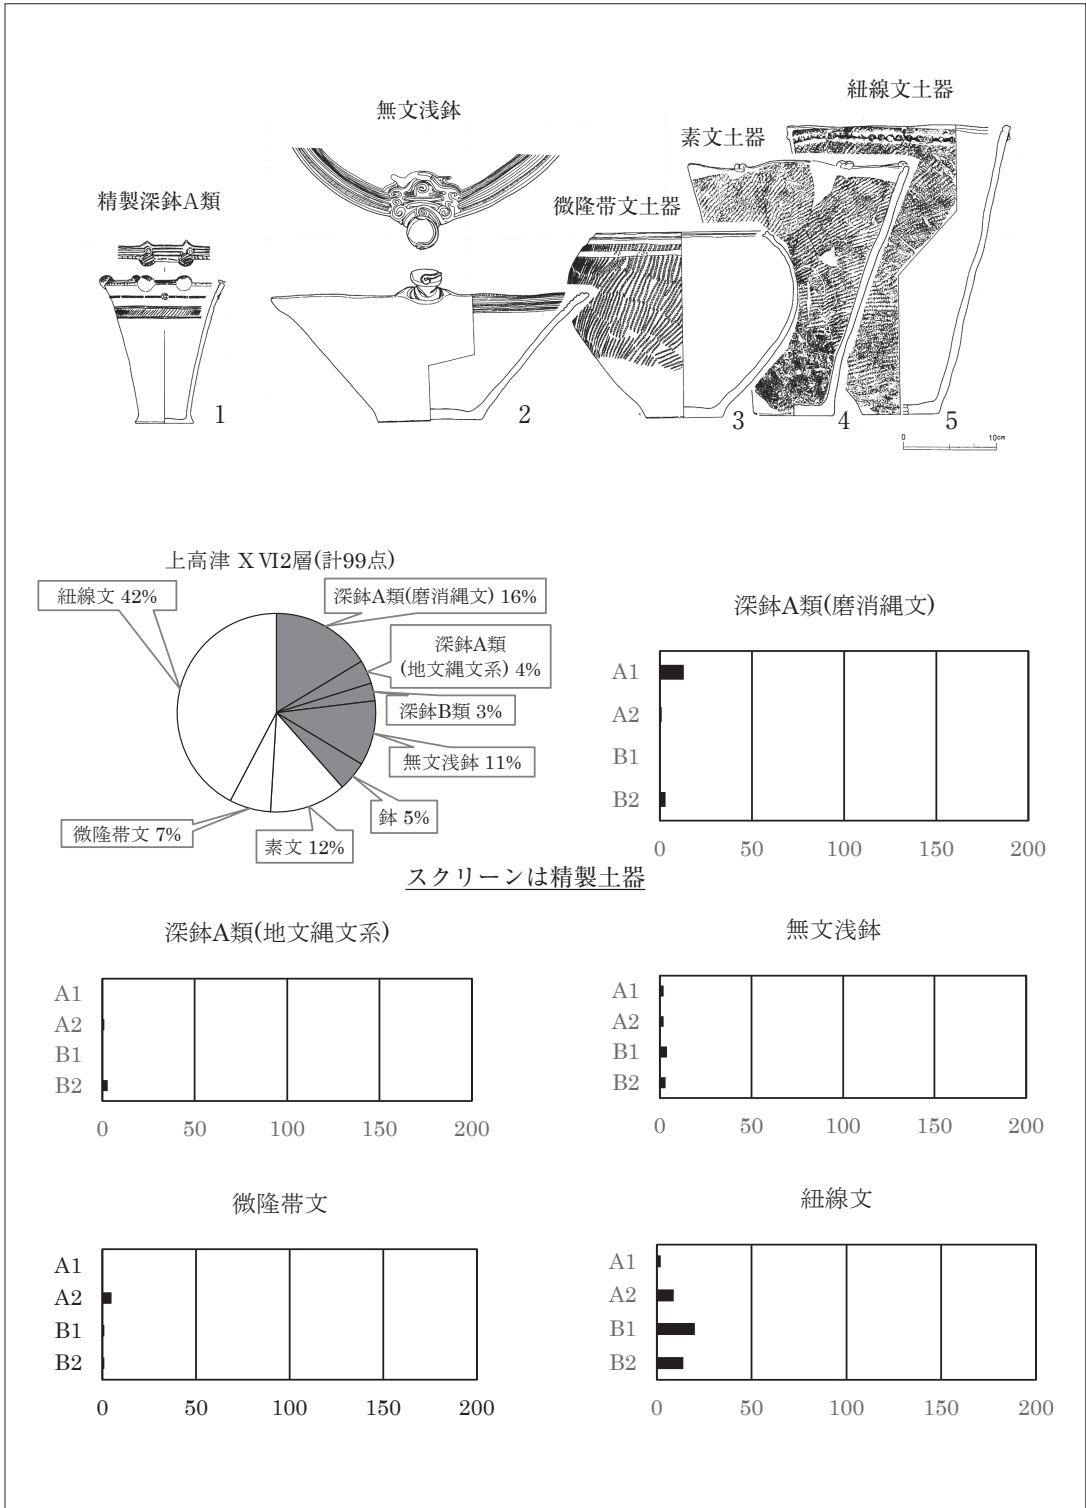 紐線文土器
無文浅鉢
素文土器
精製深鉢A類
微隆帯文土器
1
2
3
4
5
0
10cm
上高津 XⅥ2層(計99点)
紐線文 42%
深鉢A類(磨消縄文) 16%
深鉢A類
(地文縄文系) 4%
深鉢B類 3%
無文浅鉢 11%
鉢 5%
素文 12%
微隆帯文 7%
スクリーンは精製土器
深鉢A類(磨消縄文)
A1
A2
B1
B2
0 50 100 150 200
深鉢A類(地文縄文系)
A1
A2
B1
B2
0 50 100 150 200
無文浅鉢
A1
A2
B1
B2
0 50 100 150 200
微隆帯文
A1
A2
B1
B2
0 50 100 150 200
紐線文
A1
A2
B1
B2
0 50 100 150 200